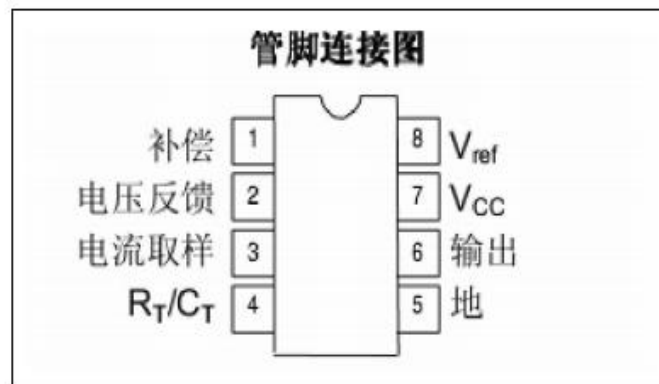 管脚连接图
补偿 1 8 Vref
电压反馈 2 7 VCC
电流取样 3 6 输出
RT/CT 4 5 地